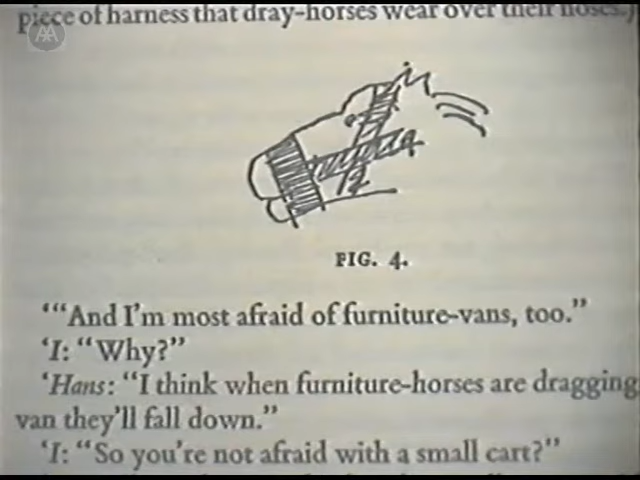 piece of harness that dray-horses wear over their noses.)
AA
FIG. 4.
‘“And I'm most afraid of furniture-vans, too.”
‘I: “Why?”
‘Hans: “I think when furniture-horses are dragging
van they'll fall down.”
‘I: “So you're not afraid with a small cart?”